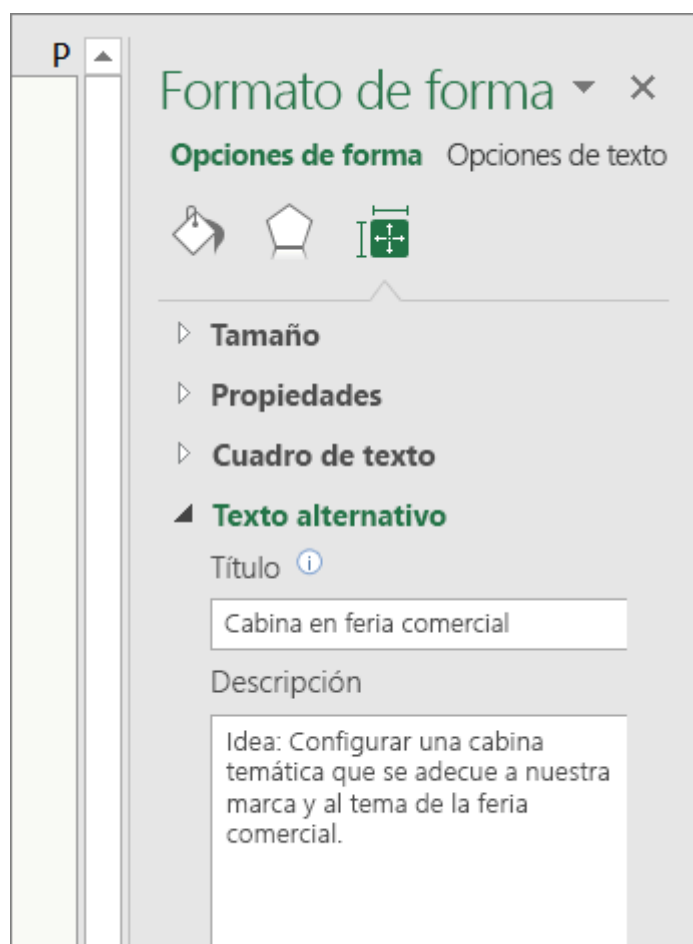 P
Formato de forma
Opciones de forma Opciones de texto
Tamaño
Propiedades
Cuadro de texto
Texto alternativo
Título
Cabina en feria comercial
Descripción
Idea: Configurar una cabina
temática que se adecue a nuestra
marca y al tema de la feria
comercial.